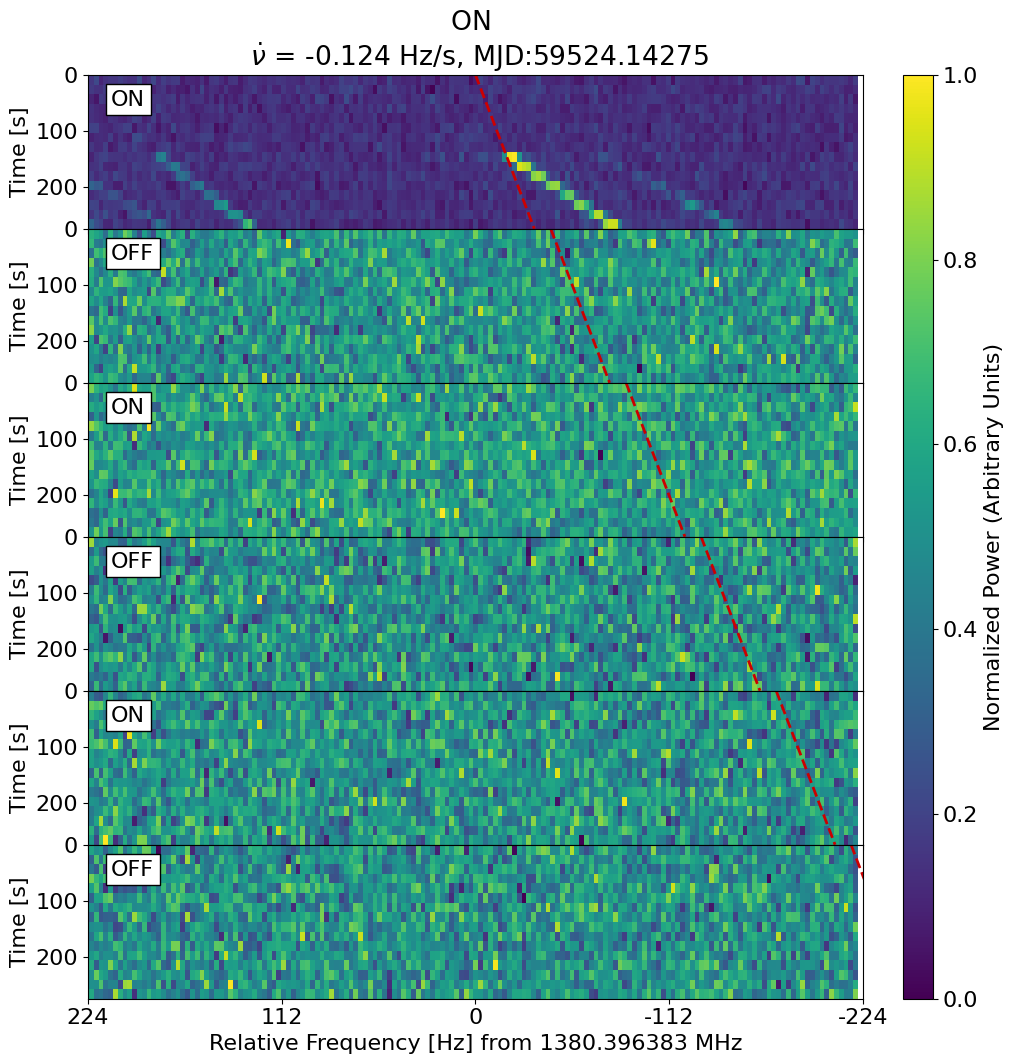 ON
ν̇ = -0.124 Hz/s, MJD:59524.14275
0
ON
100
200
Time [s]
0
OFF
100
200
Time [s]
0
ON
100
200
Time [s]
0
OFF
100
200
Time [s]
0
ON
100
200
Time [s]
0
OFF
100
200
Time [s]
224 112 0 -112 -224
Relative Frequency [Hz] from 1380.396383 MHz
1.0
0.8
0.6
0.4
0.2
0.0
Normalized Power (Arbitrary Units)